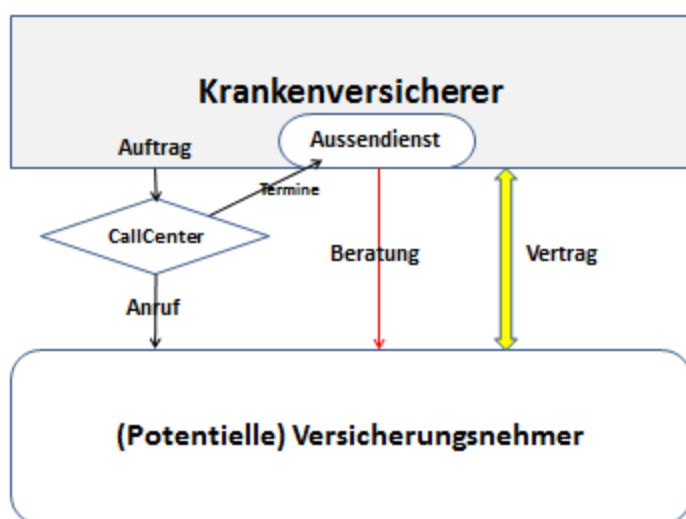 Krankenversicherer
Aussendienst
Auftrag
Termine
CallCenter
Beratung
Vertrag
Anruf
(Potentielle) Versicherungsnehmer